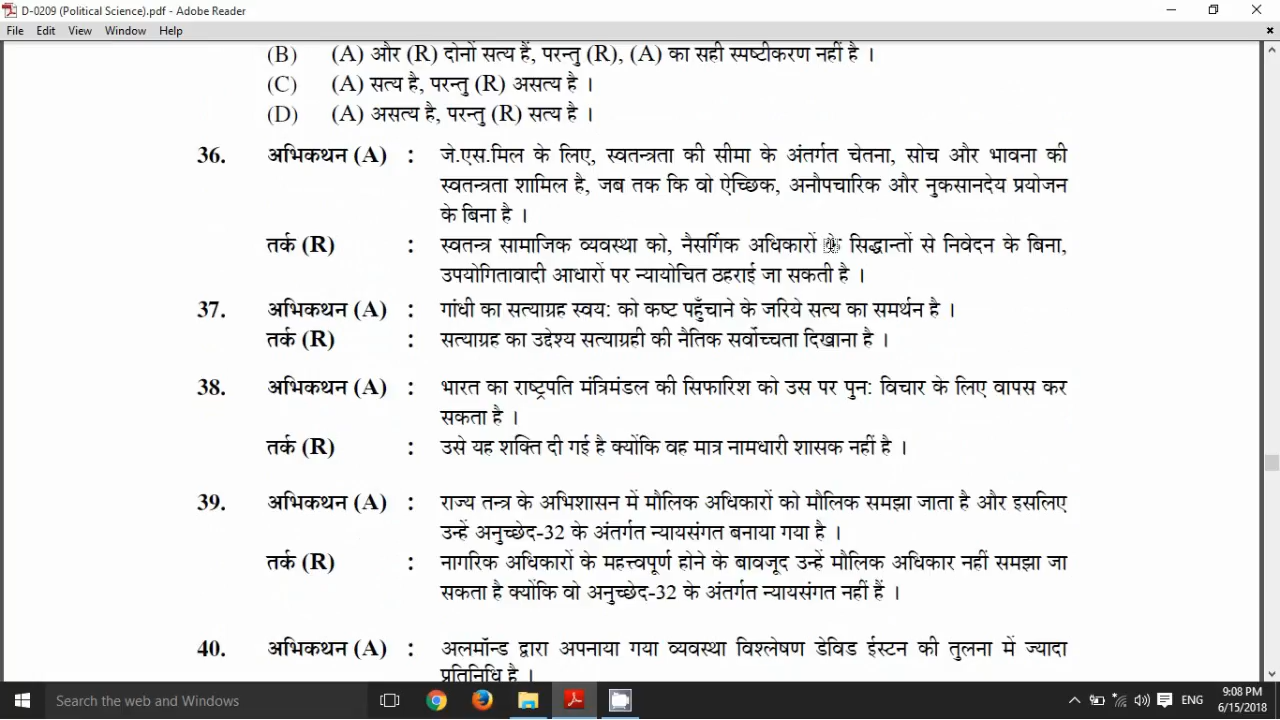 D-0209 (Political Science).pdf - Adobe Reader
File Edit View Window Help
(B) (A) और (R) दोनों सत्य हैं, परन्तु (R), (A) का सही स्पष्टीकरण नहीं है ।
(C) (A) सत्य है, परन्तु (R) असत्य है ।
(D) (A) असत्य है, परन्तु (R) सत्य है ।
36. अभिकथन (A) : जे.एस.मिल के लिए, स्वतन्त्रता की सीमा के अंतर्गत चेतना, सोच और भावना की
स्वतन्त्रता शामिल है, जब तक कि वो ऐच्छिक, अनौपचारिक और नुकसानदेय प्रयोजन
के बिना है ।
तर्क (R) : स्वतन्त्र सामाजिक व्यवस्था को, नैसर्गिक अधिकारों के सिद्धान्तों से निवेदन के बिना,
उपयोगितावादी आधारों पर न्यायोचित ठहराई जा सकती है ।
37. अभिकथन (A) : गांधी का सत्याग्रह स्वय: को कष्ट पहुँचाने के जरिये सत्य का समर्थन है ।
तर्क (R) : सत्याग्रह का उद्देश्य सत्याग्रही की नैतिक सर्वोच्चता दिखाना है ।
38. अभिकथन (A) : भारत का राष्ट्रपति मंत्रिमंडल की सिफारिश को उस पर पुन: विचार के लिए वापस कर
सकता है ।
तर्क (R) : उसे यह शक्ति दी गई है क्योंकि वह मात्र नामधारी शासक नहीं है ।
39. अभिकथन (A) : राज्य तन्त्र के अभिशासन में मौलिक अधिकारों को मौलिक समझा जाता है और इसलिए
उन्हें अनुच्छेद-32 के अंतर्गत न्यायसंगत बनाया गया है ।
तर्क (R) : नागरिक अधिकारों के महत्त्वपूर्ण होने के बावजूद उन्हें मौलिक अधिकार नहीं समझा जा
सकता है क्योंकि वो अनुच्छेद-32 के अंतर्गत न्यायसंगत नहीं हैं ।
40. अभिकथन (A) : अलमॉन्ड द्वारा अपनाया गया व्यवस्था विश्लेषण डेविड ईस्टन की तुलना में ज्यादा
प्रतिनिधि है ।
Search the web and Windows
ENG
9:08 PM
6/15/2018